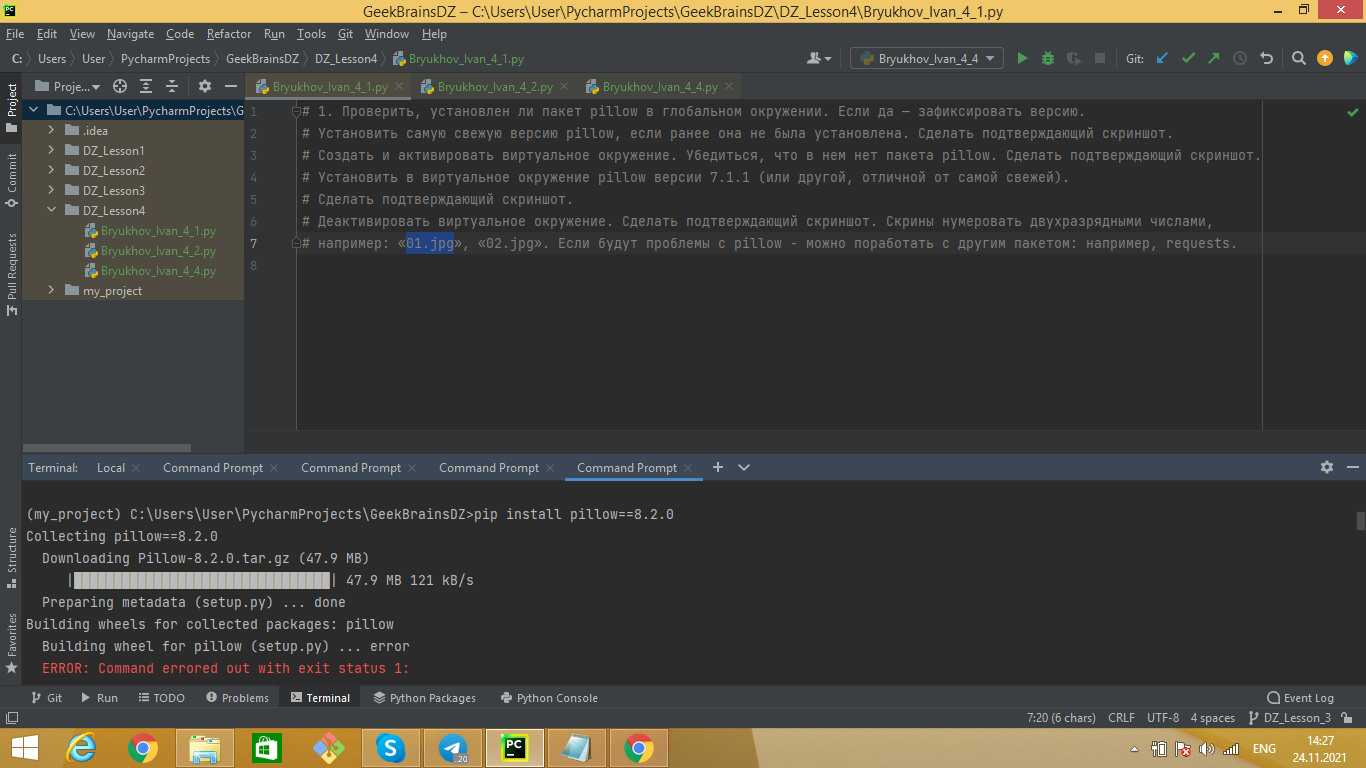 GeekBrainsDZ – C:\Users\User\PycharmProjects\GeekBrainsDZ\DZ_Lesson4\Bryukhov_Ivan_4_1.py
File Edit View Navigate Code Refactor Run Tools Git Window Help
C: Users User PycharmProjects GeekBrainsDZ DZ_Lesson4 Bryukhov_Ivan_4_1.py Bryukhov_Ivan_4_4 Git:
Project
Commit
Pull Requests
Structure
Favorites
Proje...
C:\Users\User\PycharmProjects\G
.idea
DZ_Lesson1
DZ_Lesson2
DZ_Lesson3
DZ_Lesson4
Bryukhov_Ivan_4_1.py
Bryukhov_Ivan_4_2.py
Bryukhov_Ivan_4_4.py
my_project
Bryukhov_Ivan_4_1.py Bryukhov_Ivan_4_2.py Bryukhov_Ivan_4_4.py
1 # 1. Проверить, установлен ли пакет pillow в глобальном окружении. Если да — зафиксировать версию.
2 # Установить самую свежую версию pillow, если ранее она не была установлена. Сделать подтверждающий скриншот.
3 # Создать и активировать виртуальное окружение. Убедиться, что в нем нет пакета pillow. Сделать подтверждающий скриншот.
4 # Установить в виртуальное окружение pillow версии 7.1.1 (или другой, отличной от самой свежей).
5 # Сделать подтверждающий скриншот.
6 # Деактивировать виртуальное окружение. Сделать подтверждающий скриншот. Скрины нумеровать двухразрядными числами,
7 # например: «01.jpg», «02.jpg». Если будут проблемы с pillow - можно поработать с другим пакетом: например, requests.
8
Terminal: Local Command Prompt Command Prompt Command Prompt Command Prompt
(my_project) C:\Users\User\PycharmProjects\GeekBrainsDZ>pip install pillow==8.2.0
Collecting pillow==8.2.0
Downloading Pillow-8.2.0.tar.gz (47.9 MB)
47.9 MB 121 kB/s
Preparing metadata (setup.py) ... done
Building wheels for collected packages: pillow
Building wheel for pillow (setup.py) ... error
ERROR: Command errored out with exit status 1:
Git Run TODO Problems Terminal Python Packages Python Console Event Log
7:20 (6 chars) CRLF UTF-8 4 spaces DZ_Lesson_3
PC
.20
ENG
14:27
24.11.2021